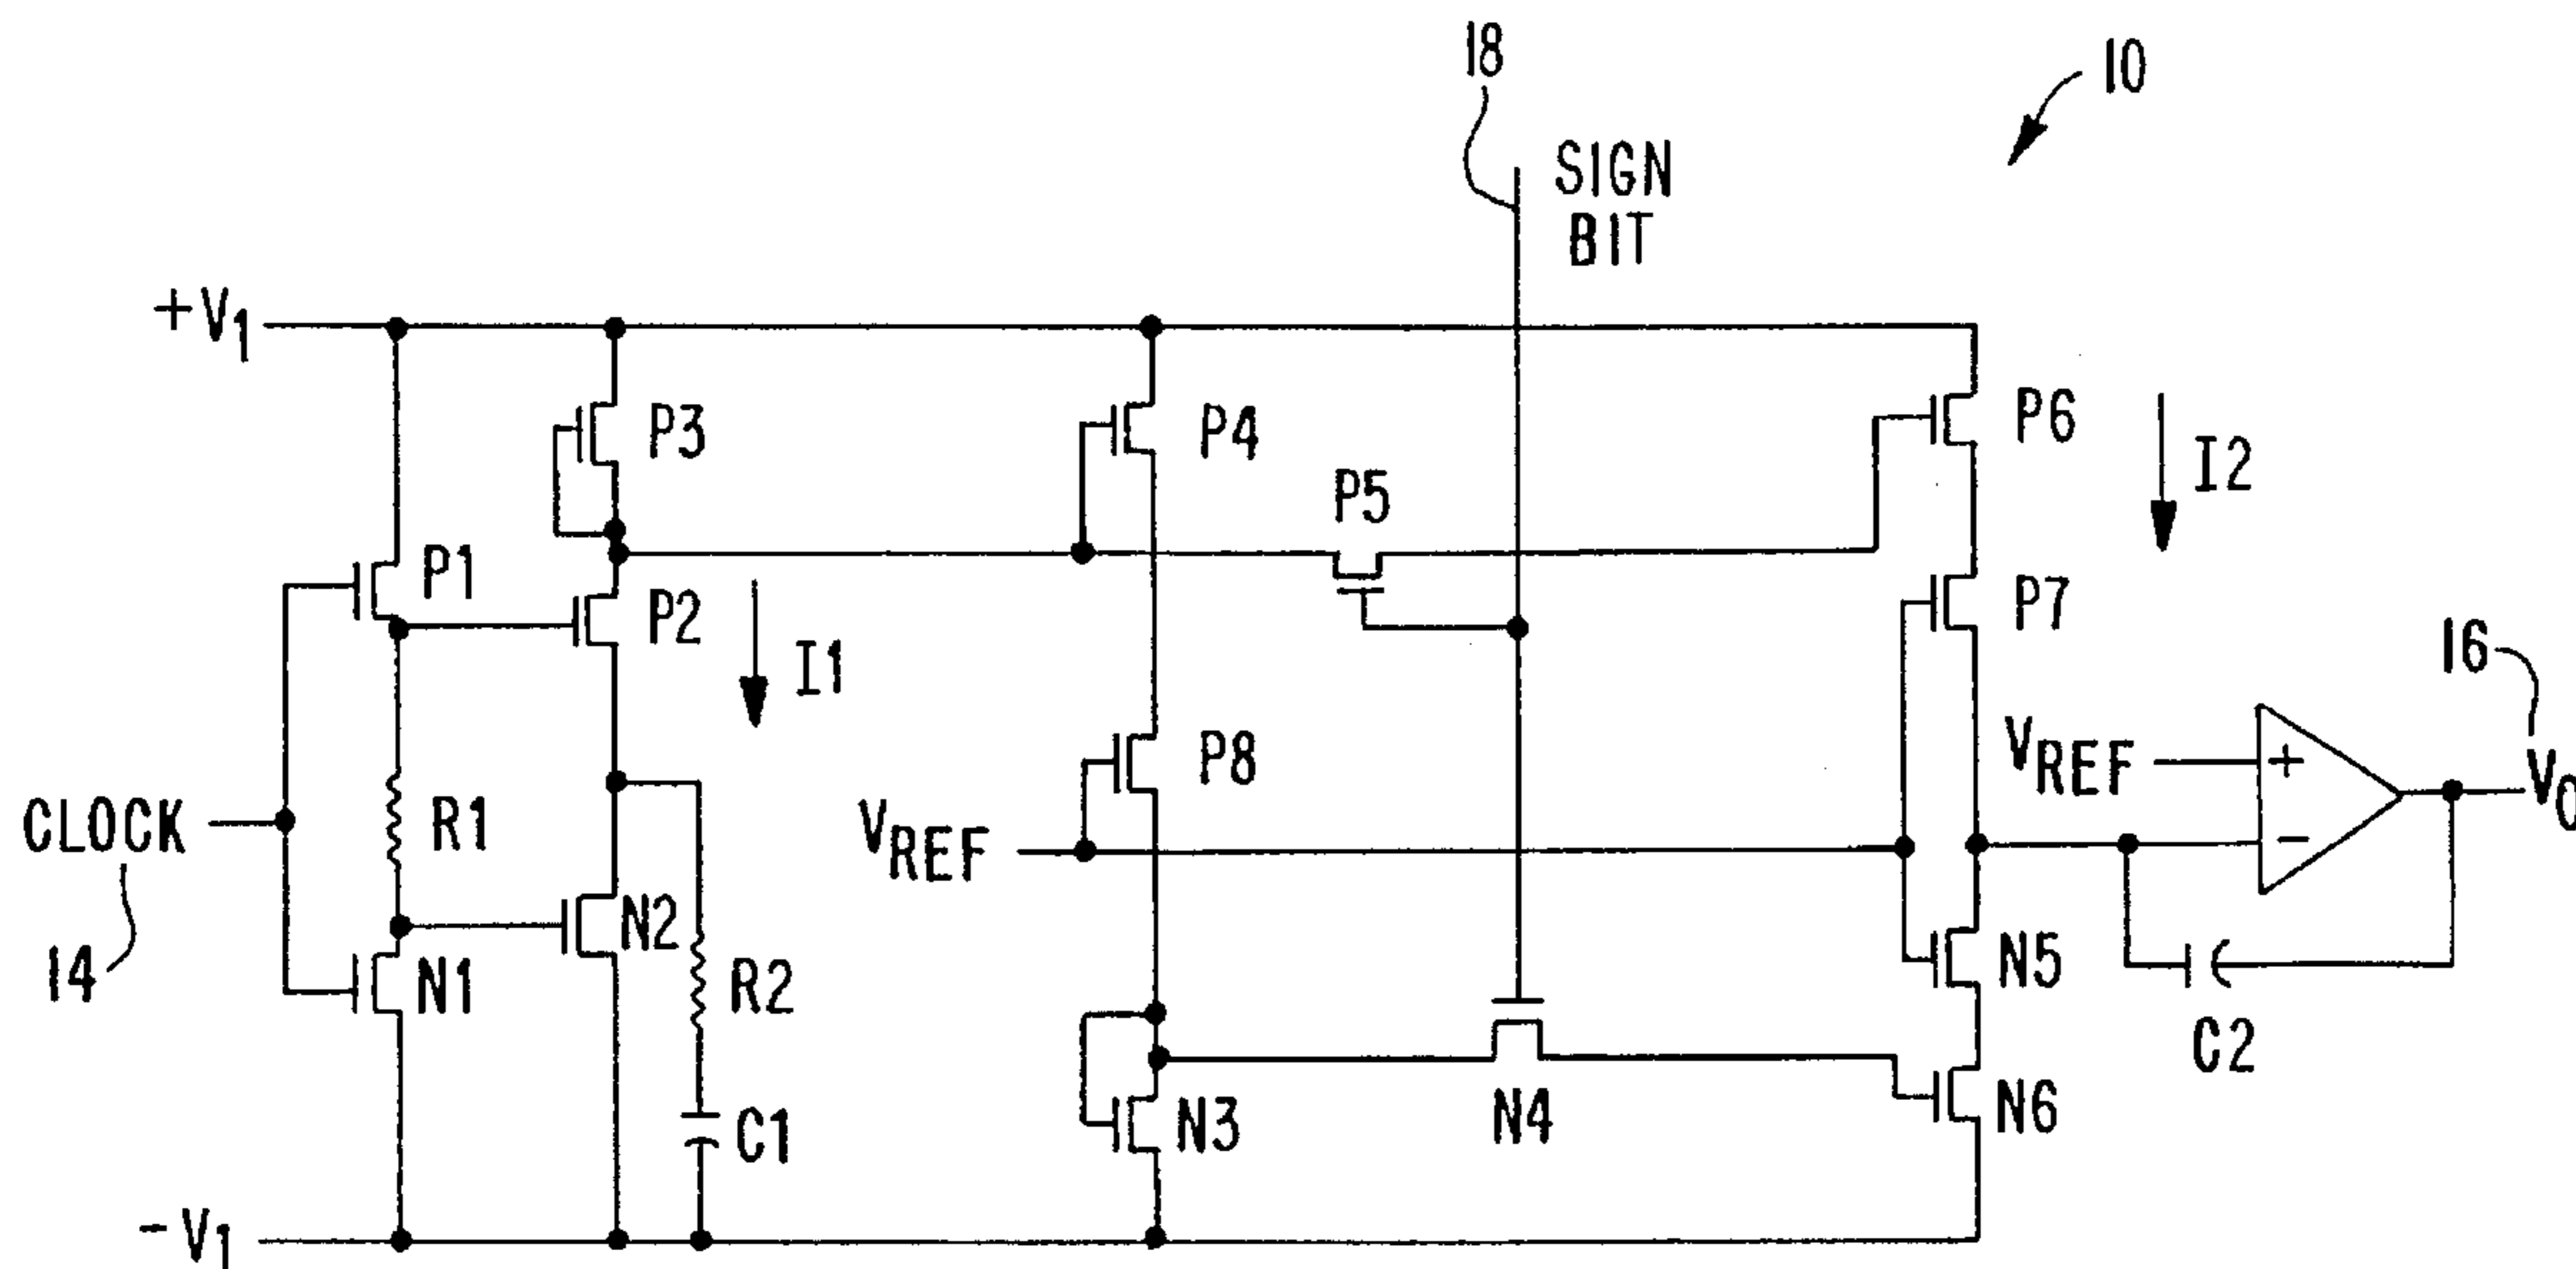 18
10
SIGN
BIT
+V1
P3
P4
P6
I2
P5
P1
P2
P7
I1
16
P8
VREF
+
VO
CLOCK
R1
VREF
−
N2
14
N1
R2
N5
C2
C1
N3
N4
N6
−V1